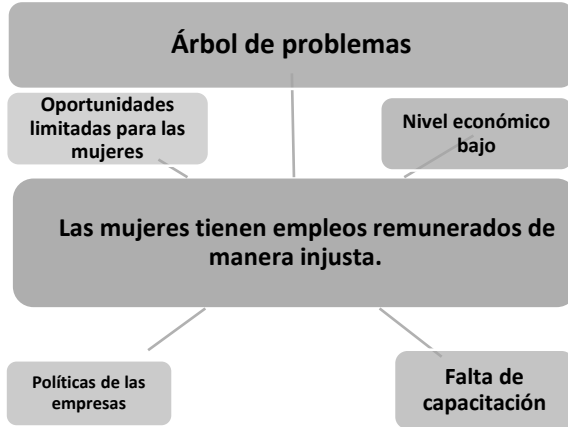 Árbol de problemas
Oportunidades
limitadas para las
mujeres
Nivel económico
bajo
Las mujeres tienen empleos remunerados de
manera injusta.
Políticas de las
empresas
Falta de
capacitación